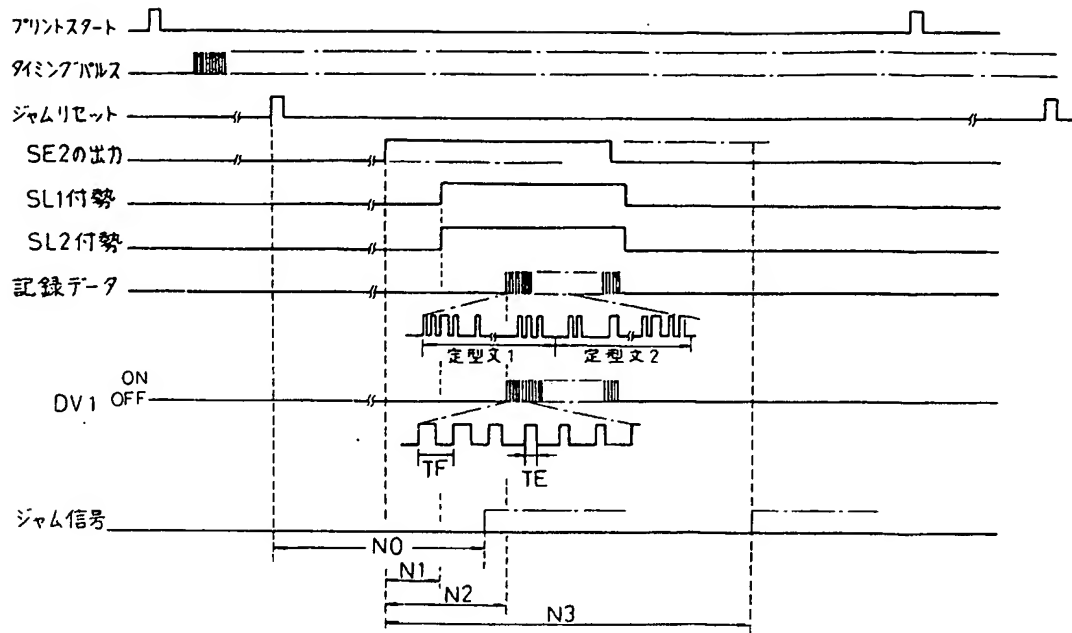 プリントスタート
タイミングパルス
ジャムリセット
SE2の出力
SL1付勢
SL2付勢
記録データ
定型文1 定型文2
ON
DV1 OFF
TF TE
ジャム信号
N0
N1
N2
N3